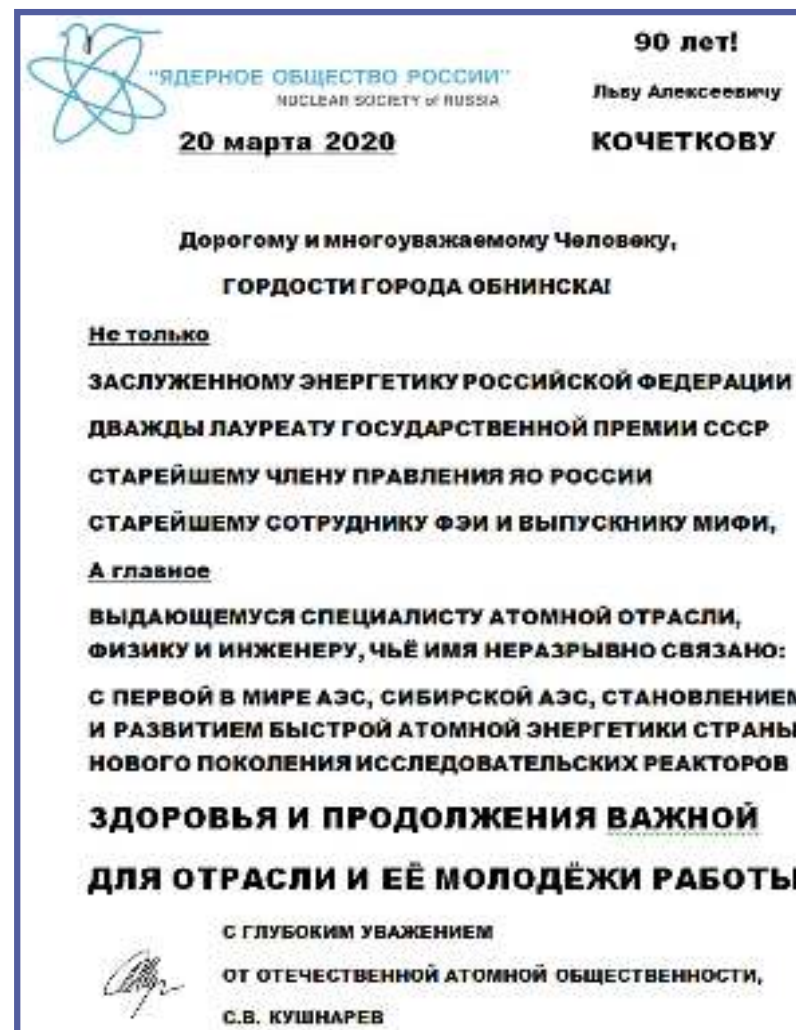 "ЯДЕРНОЕ ОБЩЕСТВО РОССИИ"
NUCLEAR SOCIETY of RUSSIA
20 марта 2020
90 лет!
Льву Алексеевичу
КОЧЕТКОВУ
Дорогому и многоуважаемому Человеку,
ГОРДОСТИ ГОРОДА ОБНИНСКА!
Не только
ЗАСЛУЖЕННОМУ ЭНЕРГЕТИКУ РОССИЙСКОЙ ФЕДЕРАЦИИ
ДВАЖДЫ ЛАУРЕАТУ ГОСУДАРСТВЕННОЙ ПРЕМИИ СССР
СТАРЕЙШЕМУ ЧЛЕНУ ПРАВЛЕНИЯ ЯО РОССИИ
СТАРЕЙШЕМУ СОТРУДНИКУ ФЭИ И ВЫПУСКНИКУ МИФИ,
А главное
ВЫДАЮЩЕМУСЯ СПЕЦИАЛИСТУ АТОМНОЙ ОТРАСЛИ,
ФИЗИКУ И ИНЖЕНЕРУ, ЧЬЁ ИМЯ НЕРАЗРЫВНО СВЯЗАНО:
С ПЕРВОЙ В МИРЕ АЭС, СИБИРСКОЙ АЭС, СТАНОВЛЕНИЕМ
И РАЗВИТИЕМ БЫСТРОЙ АТОМНОЙ ЭНЕРГЕТИКИ СТРАНЫ
НОВОГО ПОКОЛЕНИЯ ИССЛЕДОВАТЕЛЬСКИХ РЕАКТОРОВ
ЗДОРОВЬЯ И ПРОДОЛЖЕНИЯ ВАЖНОЙ
ДЛЯ ОТРАСЛИ И ЕЁ МОЛОДЁЖИ РАБОТЫ
С ГЛУБОКИМ УВАЖЕНИЕМ
ОТ ОТЕЧЕСТВЕННОЙ АТОМНОЙ ОБЩЕСТВЕННОСТИ,
С.В. КУШНАРЕВ